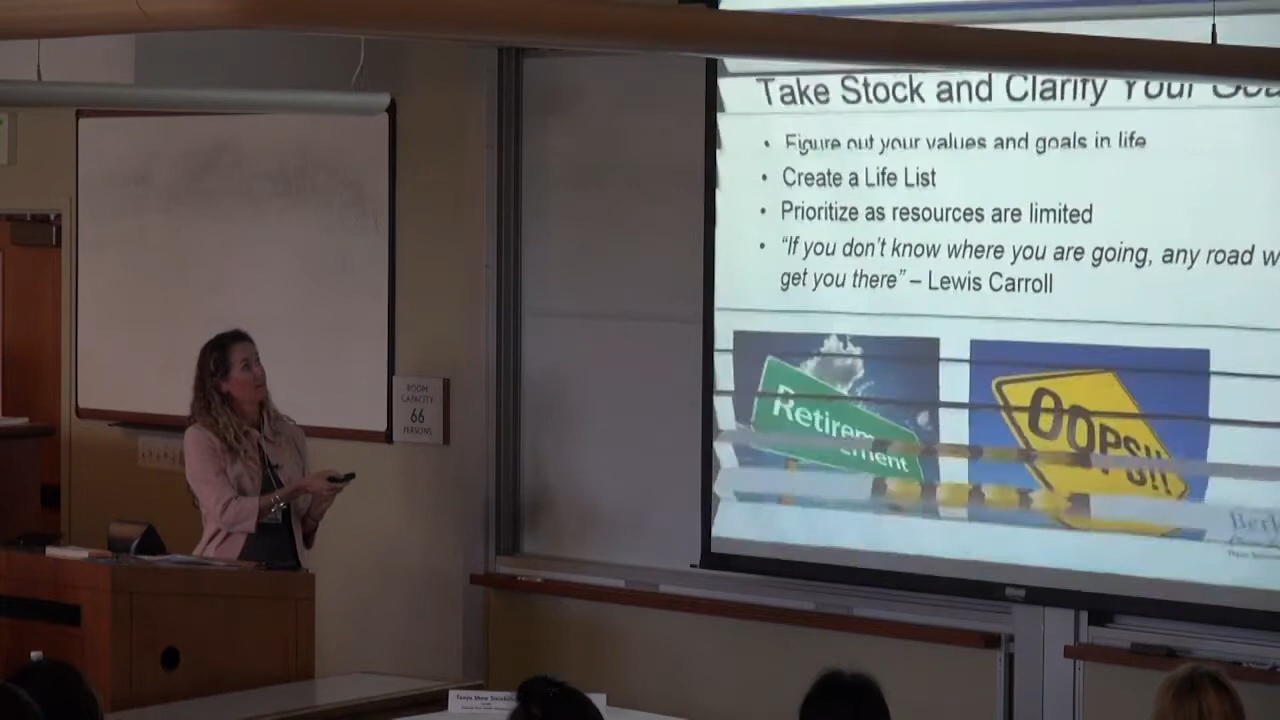 Take Stock and Clarify Your
• Figure out your values and goals in life
• Create a Life List
• Prioritize as resources are limited
• "If you don't know where you are going, any road w
get you there" – Lewis Carroll
Retirement
OOPS!!
ROOM
CAPACITY
66
PERSONS